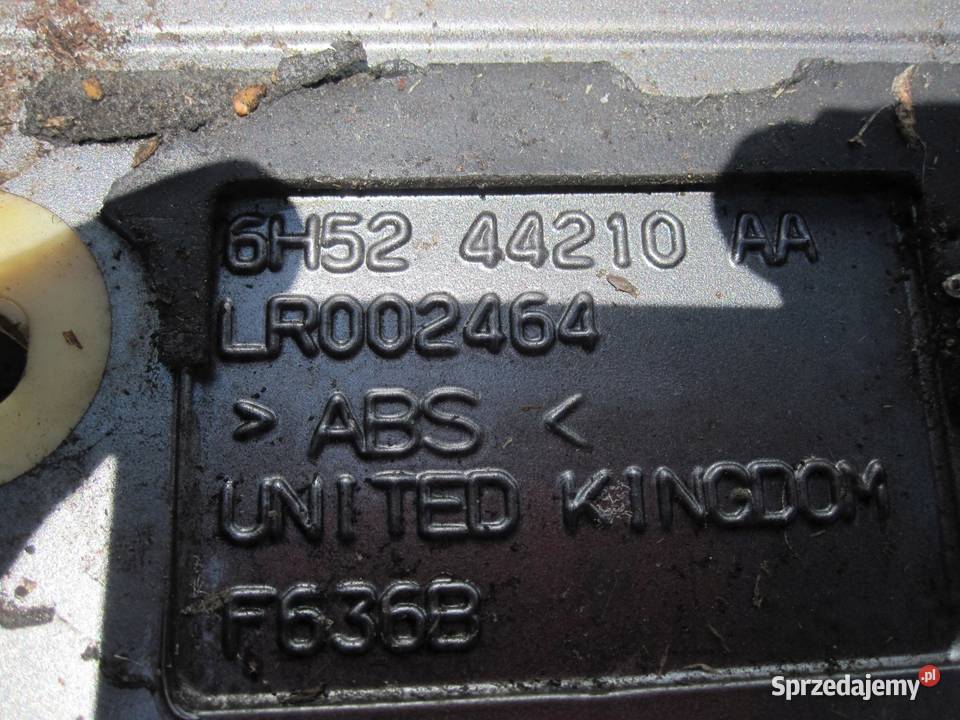 6H52 44210 AA
LR002464
> ABS <
UNITED KINGDOM
F636B
Sprzedajemy.pl